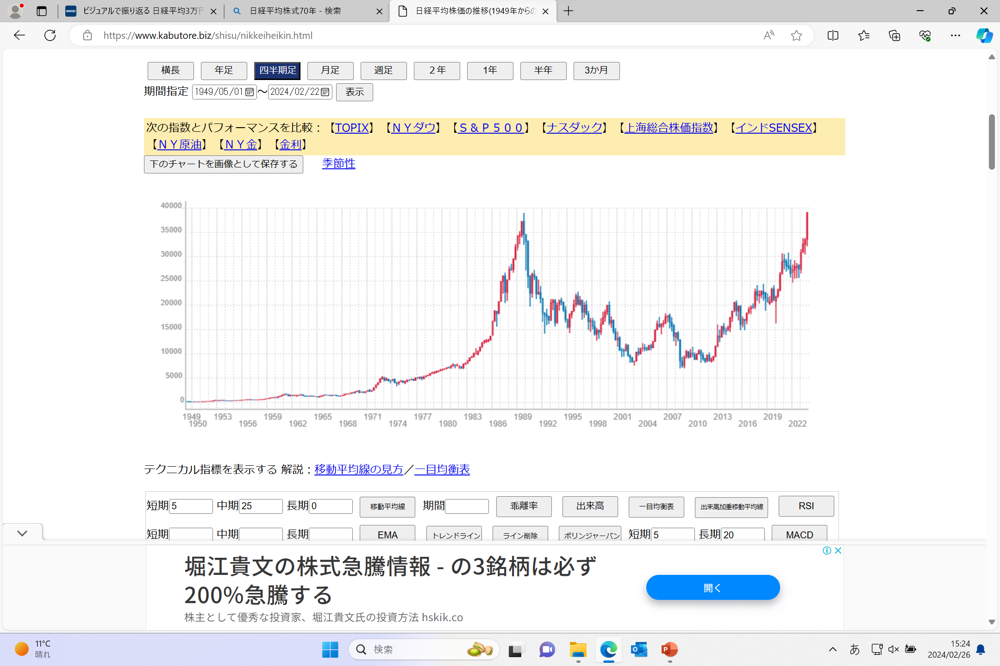 ビジュアルで振り返る 日経平均3万円
日経平均株式70年 - 検索
日経平均株価の推移(1949年からの
https://www.kabutore.biz/shisu/nikkeiheikin.html
横長 年足 四半期足 月足 週足 2年 1年 半年 3か月
期間指定 1949/05/01～2024/02/22 表示
次の指数とパフォーマンスを比較：【TOPIX】 【ＮＹダウ】 【Ｓ＆Ｐ５００】 【ナスダック】 【上海総合株価指数】 【インドSENSEX】
【ＮＹ原油】 【ＮＹ金】 【金利】
下のチャートを画像として保存する 季節性
40000
35000
30000
25000
20000
15000
10000
5000
0
1949 1953 1959 1965 1971 1977 1983 1989 1995 2001 2007 2013 2019
1950 1956 1962 1968 1974 1980 1986 1992 1998 2004 2010 2016 2022
テクニカル指標を表示する 解説：移動平均線の見方／一目均衡表
短期5 中期25 長期0 移動平均線 期間 乖離率 出来高 一目均衡表 出来高加重移動平均線 RSI
短期 中期 長期 EMA トレンドライン ライン削除 ボリンジャーバン 短期5 長期20 MACD
堀江貴文の株式急騰情報 - の3銘柄は必ず
200%急騰する
株主として優秀な投資家、堀江貴文氏の投資方法 hskik.co
開く
11°C
晴れ
検索
あ
15:24
2024/02/26